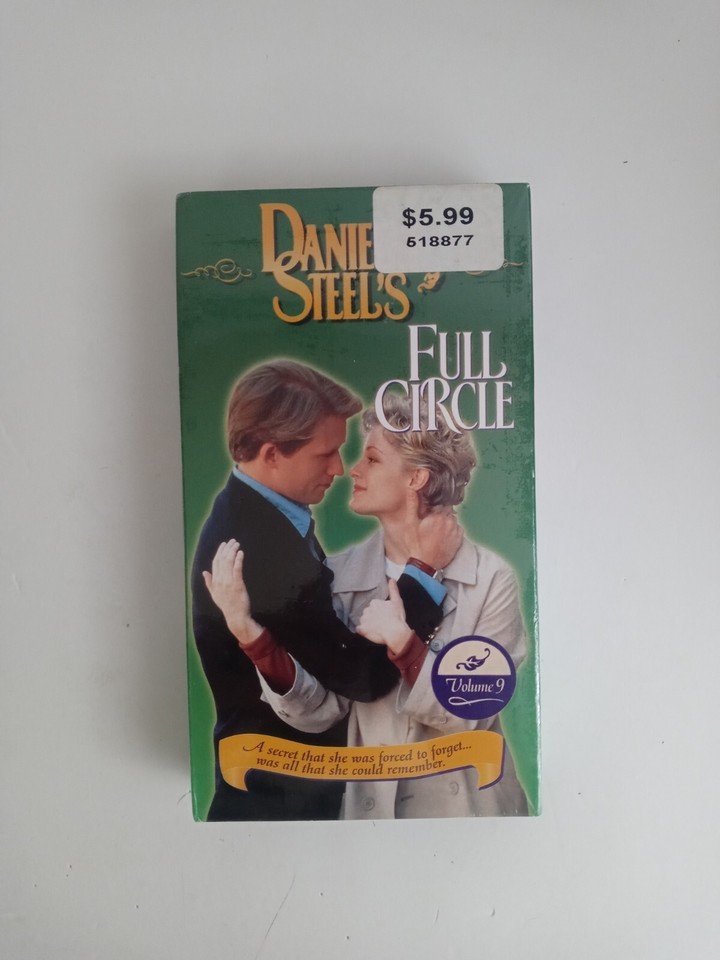 $5.99
518877
DANIE
STEEL'S
FULL
CIRCLE
Volume 9
A secret that she was forced to forget...
was all that she could remember.